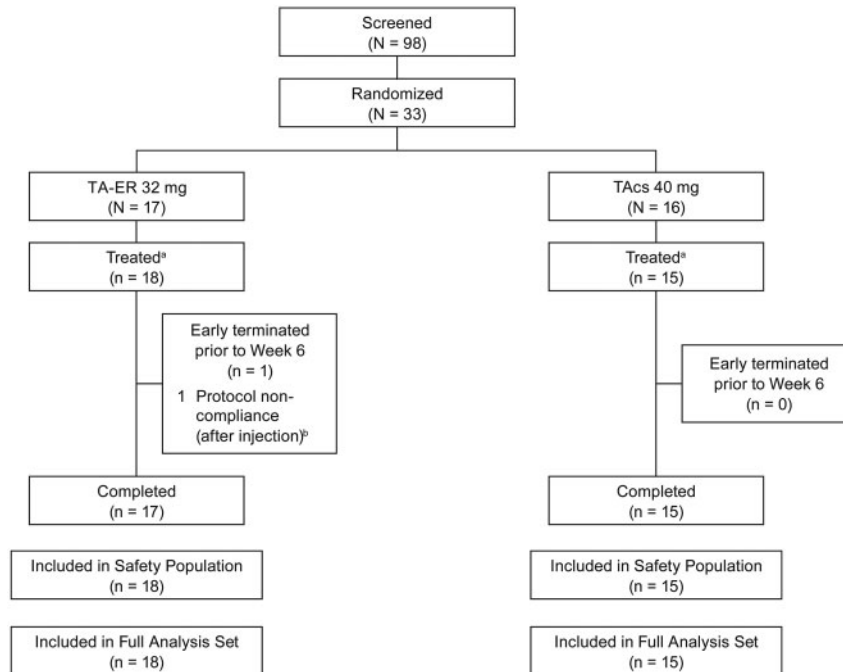 Screened
(N = 98)
Randomized
(N = 33)
TA-ER 32 mg
(N = 17)
TAcs 40 mg
(N = 16)
Treatedᵃ
(n = 18)
Treatedᵃ
(n = 15)
Early terminated
prior to Week 6
(n = 1)
1 Protocol non-
compliance
(after injection)ᵇ
Early terminated
prior to Week 6
(n = 0)
Completed
(n = 17)
Completed
(n = 15)
Included in Safety Population
(n = 18)
Included in Safety Population
(n = 15)
Included in Full Analysis Set
(n = 18)
Included in Full Analysis Set
(n = 15)